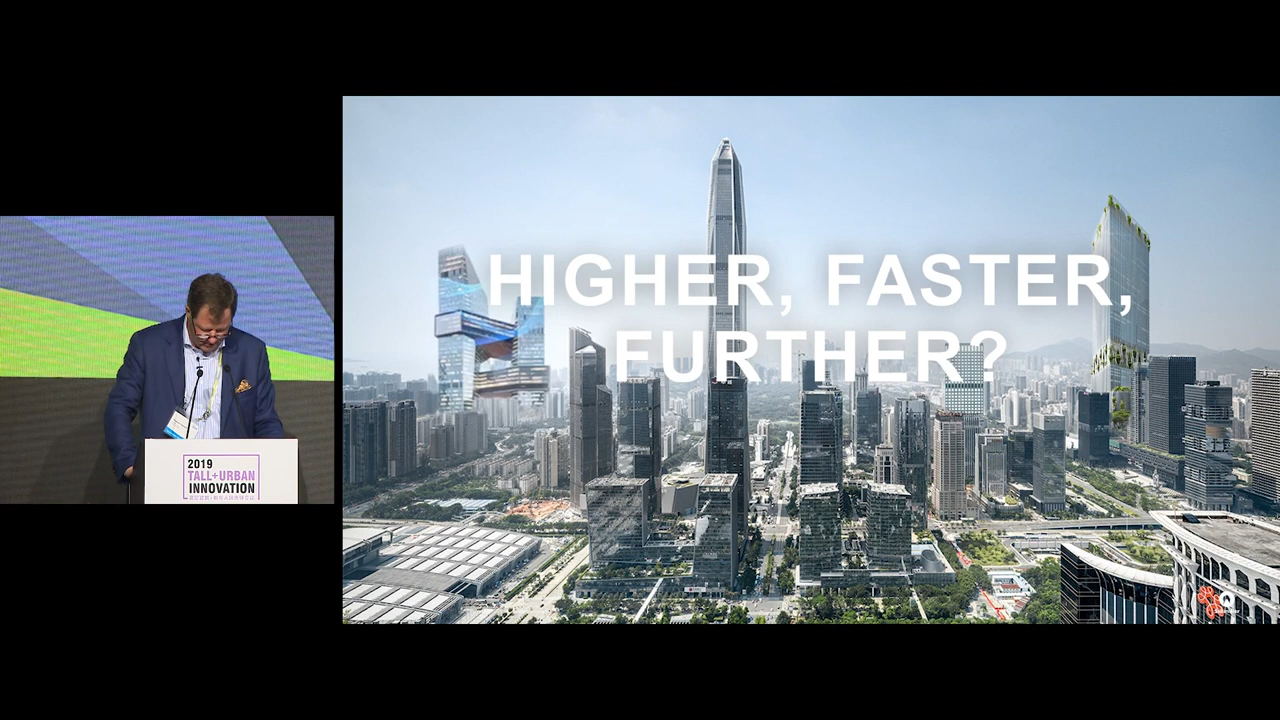 HIGHER, FASTER,
FURTHER?
2019
TALL+URBAN
INNOVATION